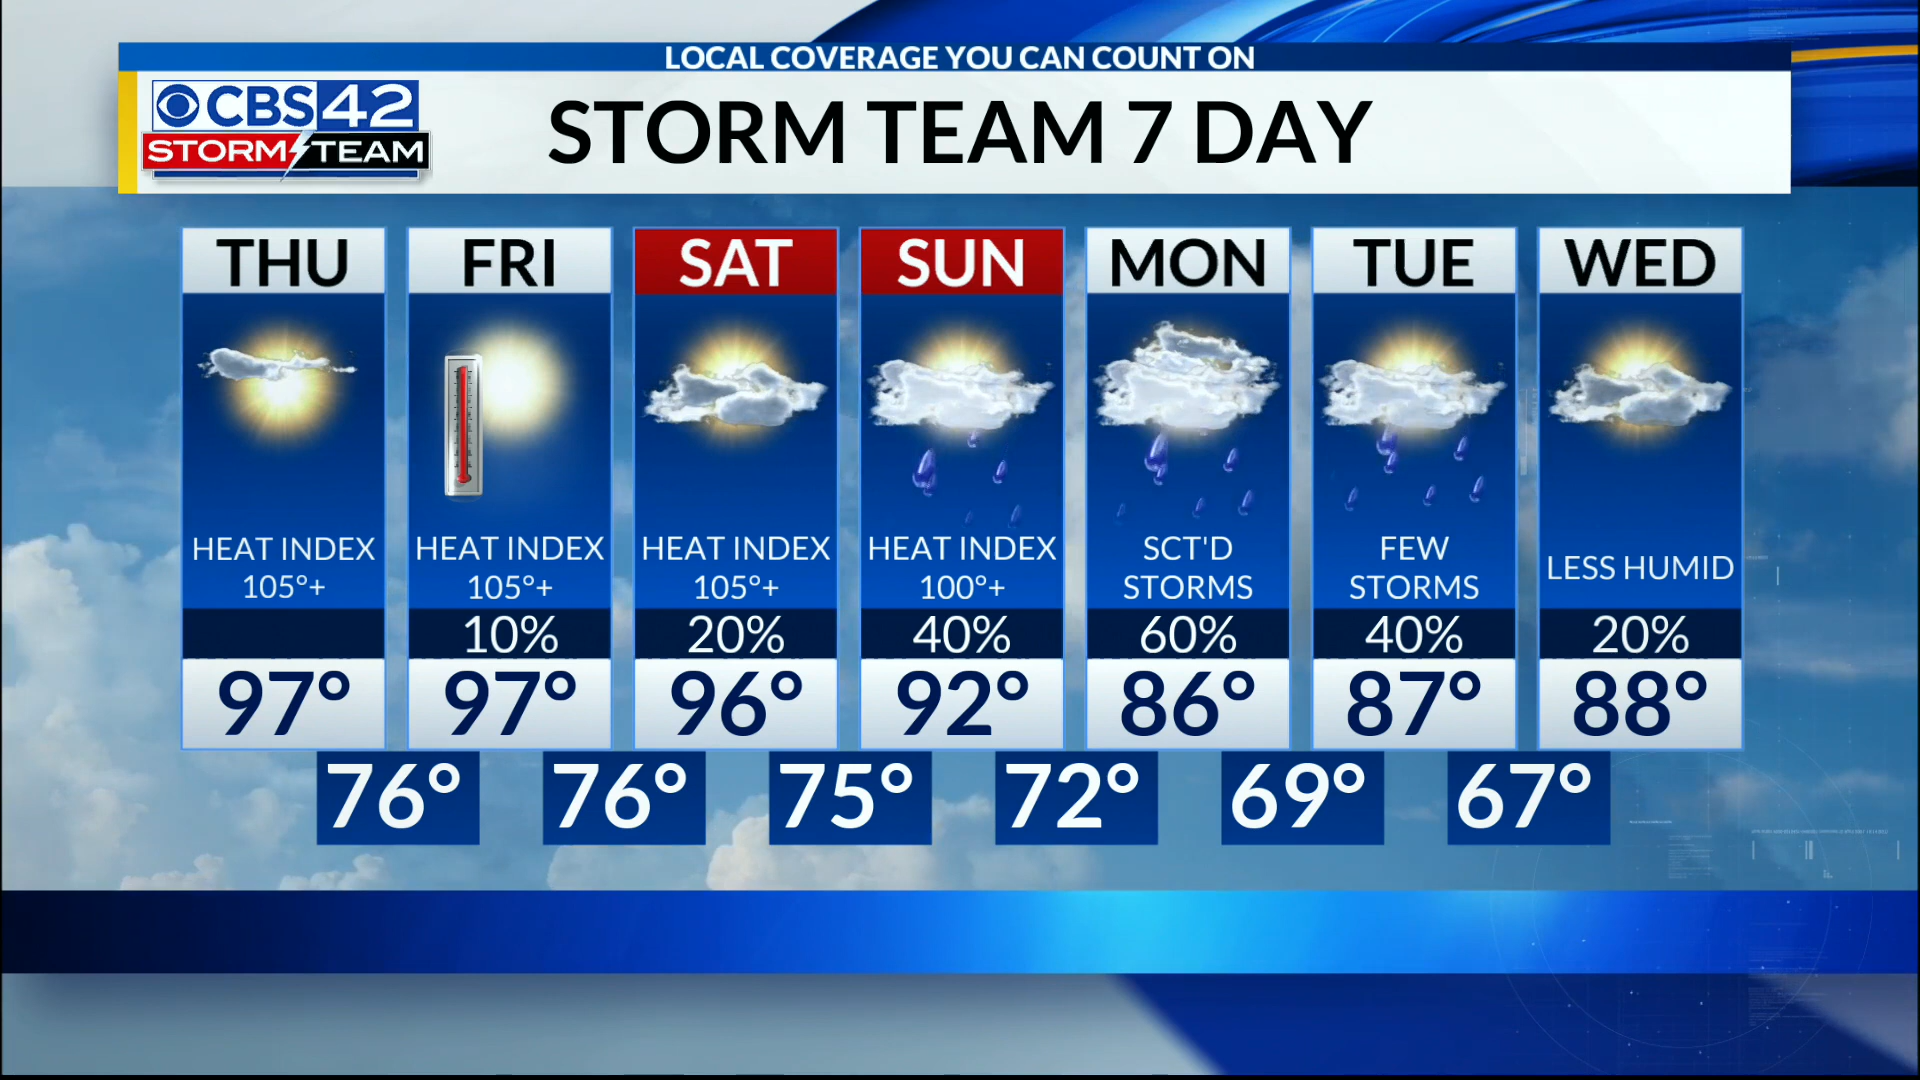 LOCAL COVERAGE YOU CAN COUNT ON
CBS 42
STORM TEAM
STORM TEAM 7 DAY
THU
FRI
SAT
SUN
MON
TUE
WED
HEAT INDEX
105°+
HEAT INDEX
105°+
HEAT INDEX
105°+
HEAT INDEX
100°+
SCT'D
STORMS
FEW
STORMS
LESS HUMID
10%
20%
40%
60%
40%
20%
97°
97°
96°
92°
86°
87°
88°
76°
76°
75°
72°
69°
67°